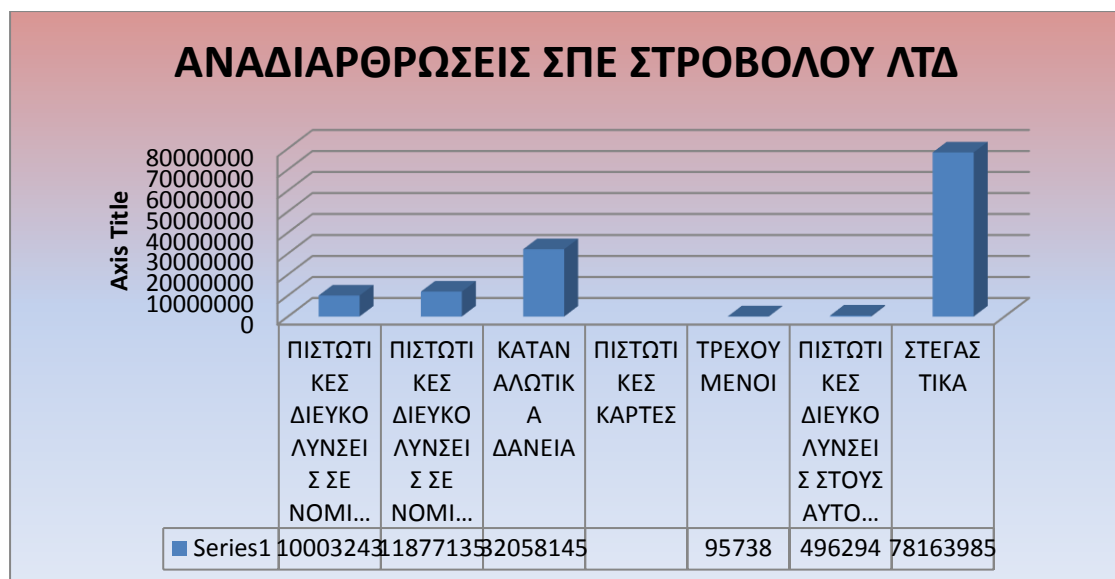 ΑΝΑΔΙΑΡΘΡΩΣΕΙΣ ΣΠΕ ΣΤΡΟΒΟΛΟΥ ΛΤΔ
Axis Title
80000000
70000000
60000000
50000000
40000000
30000000
20000000
10000000
0
ΠΙΣΤΩΤΙ
ΚΕΣ
ΔΙΕΥΚΟ
ΛΥΝΣΕΙ
Σ ΣΕ
ΝΟΜΙ...
ΠΙΣΤΩΤΙ
ΚΕΣ
ΔΙΕΥΚΟ
ΛΥΝΣΕΙ
Σ ΣΕ
ΝΟΜΙ...
ΚΑΤΑΝ
ΑΛΩΤΙΚ
Α
ΔΑΝΕΙΑ
ΠΙΣΤΩΤΙ
ΚΕΣ
ΚΑΡΤΕΣ
ΤΡΕΧΟΥ
ΜΕΝΟΙ
ΠΙΣΤΩΤΙ
ΚΕΣ
ΔΙΕΥΚΟ
ΛΥΝΣΕΙ
Σ ΣΤΟΥΣ
ΑΥΤΟ...
ΣΤΕΓΑΣ
ΤΙΚΑ
Series1 10003243 11877135 32058145 95738 496294 78163985